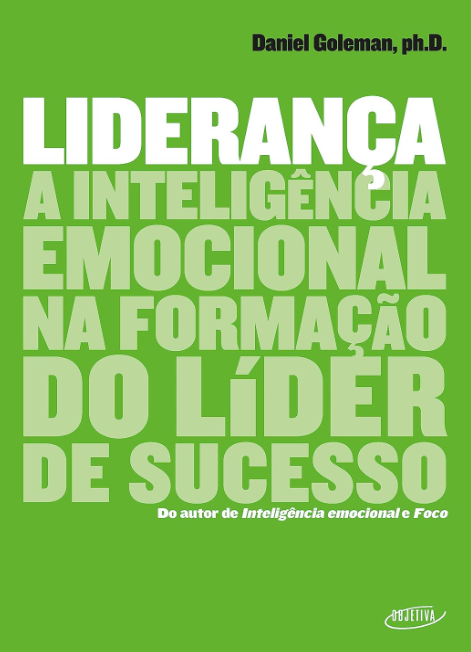 Daniel Goleman, ph.D.
LIDERANÇA
A INTELIGÊNCIA
EMOCIONAL
NA FORMAÇÃO
DO LÍDER
DE SUCESSO
Do autor de Inteligência emocional e Foco
OBJETIVA